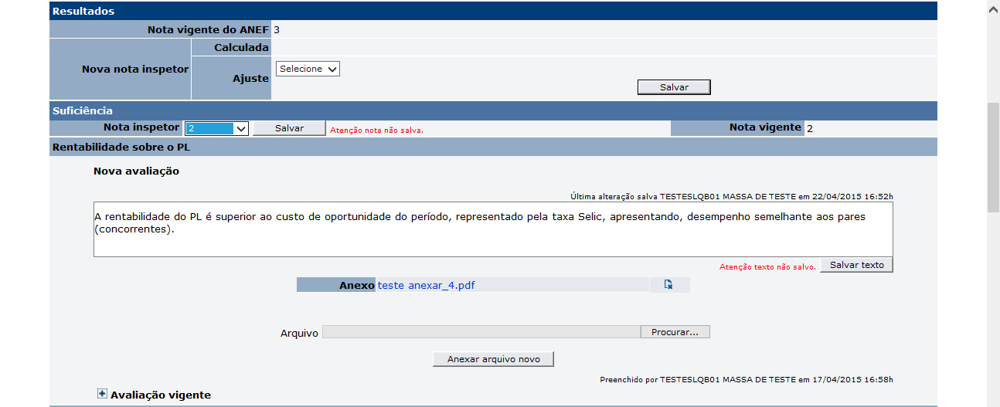 Resultados
Nota vigente do ANEF 3
Calculada
Nova nota inspetor
Ajuste Selecione
Salvar
Suficiência
Nota inspetor 2 Salvar Atenção nota não salva. Nota vigente 2
Rentabilidade sobre o PL
Nova avaliação
Última alteração salva TESTESLQB01 MASSA DE TESTE em 22/04/2015 16:52h
A rentabilidade do PL é superior ao custo de oportunidade do período, representado pela taxa Selic, apresentando, desempenho semelhante aos pares
(concorrentes).
Atenção texto não salvo. Salvar texto
Anexo teste anexar_4.pdf
Arquivo Procurar...
Anexar arquivo novo
Preenchido por TESTESLQB01 MASSA DE TESTE em 17/04/2015 16:58h
Avaliação vigente